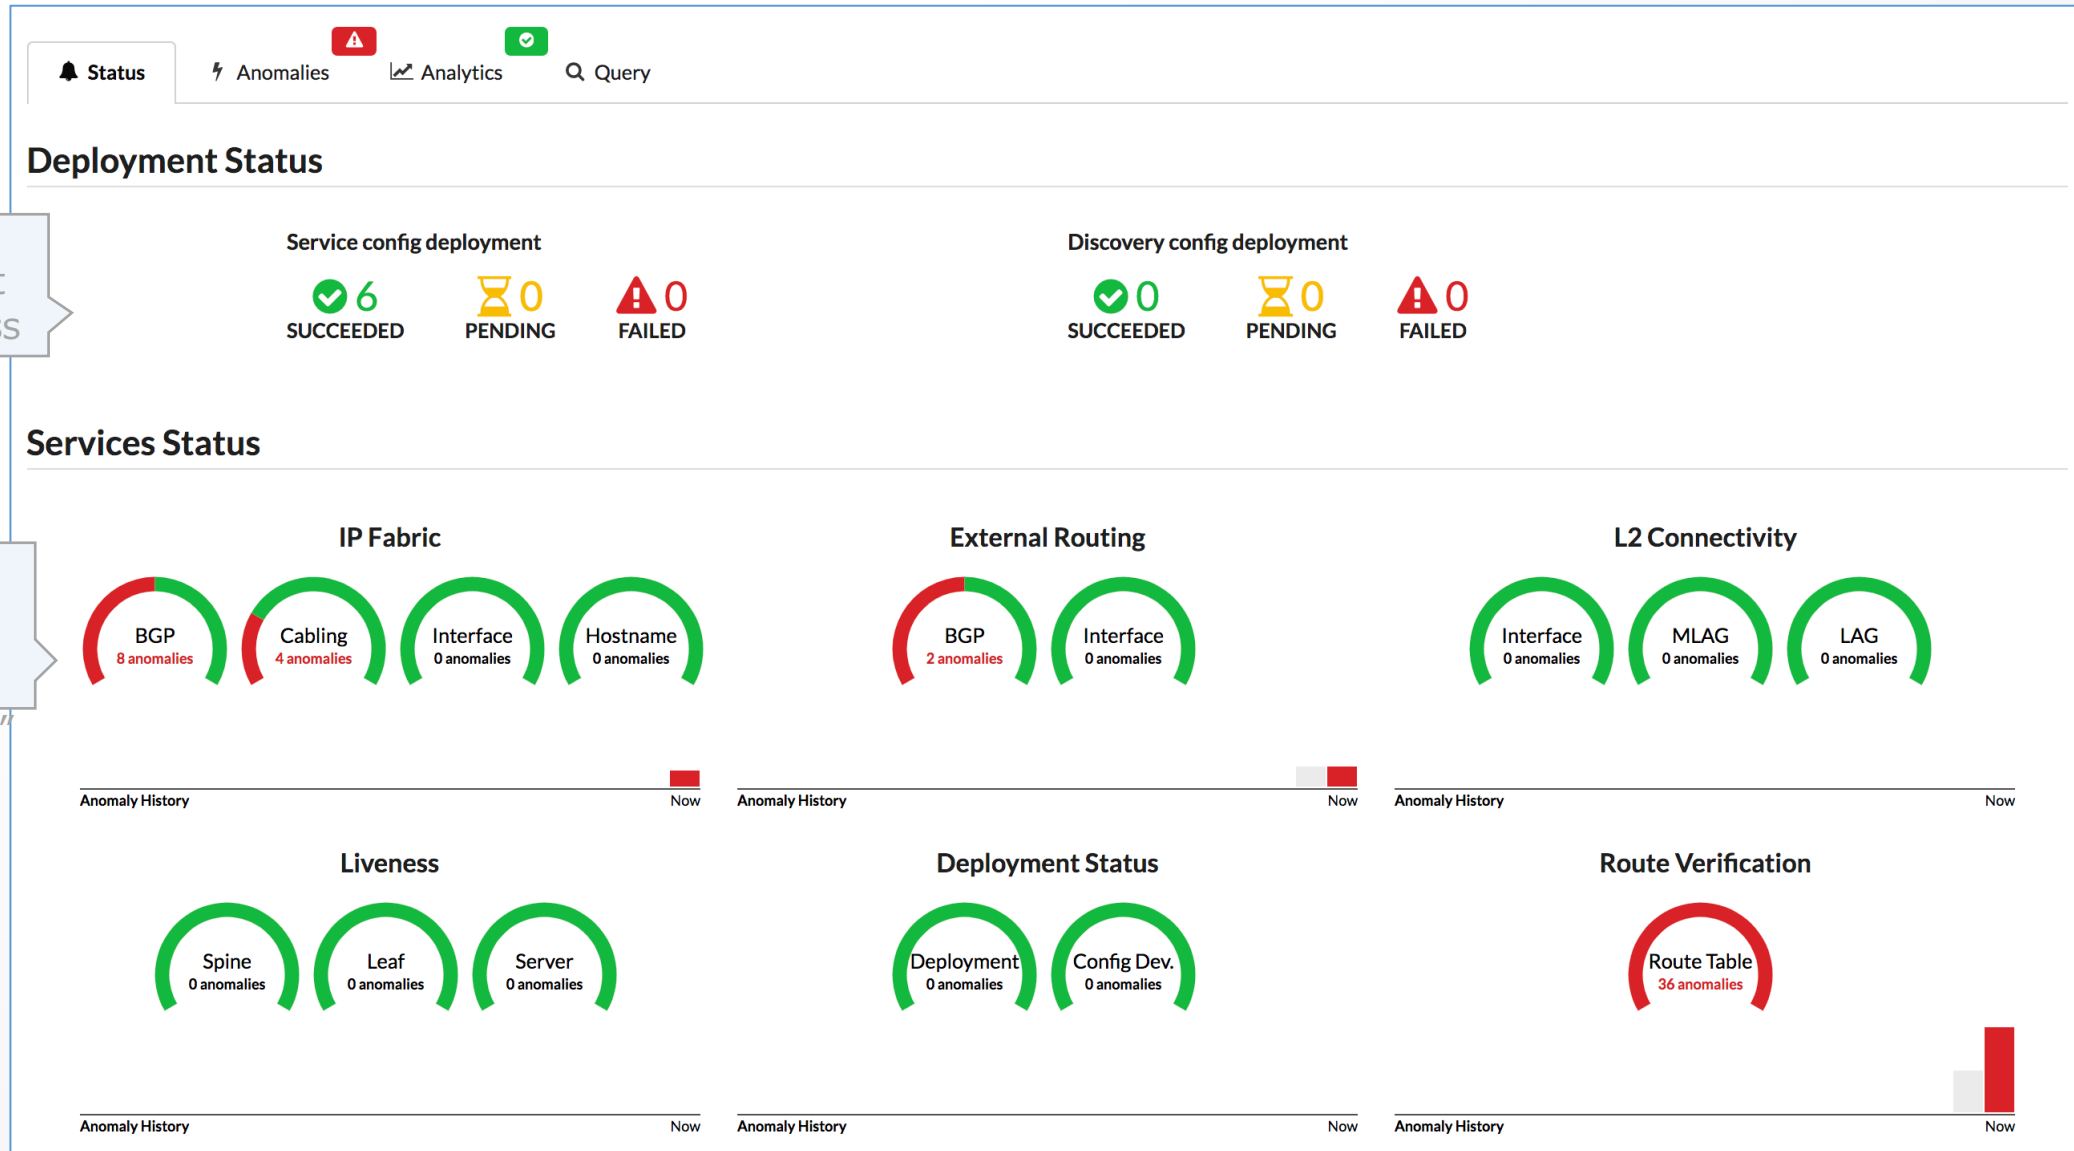 Status
Anomalies
Analytics
Query
Deployment Status
Service config deployment
Discovery config deployment
6
0
0
0
0
0
SUCCEEDED
PENDING
FAILED
SUCCEEDED
PENDING
FAILED
Services Status
IP Fabric
External Routing
L2 Connectivity
BGP
8 anomalies
Cabling
4 anomalies
Interface
0 anomalies
Hostname
0 anomalies
BGP
2 anomalies
Interface
0 anomalies
Interface
0 anomalies
MLAG
0 anomalies
LAG
0 anomalies
Anomaly History
Now
Anomaly History
Now
Anomaly History
Now
Liveness
Deployment Status
Route Verification
Spine
0 anomalies
Leaf
0 anomalies
Server
0 anomalies
Deployment
0 anomalies
Config Dev.
0 anomalies
Route Table
36 anomalies
Anomaly History
Now
Anomaly History
Now
Anomaly History
Now